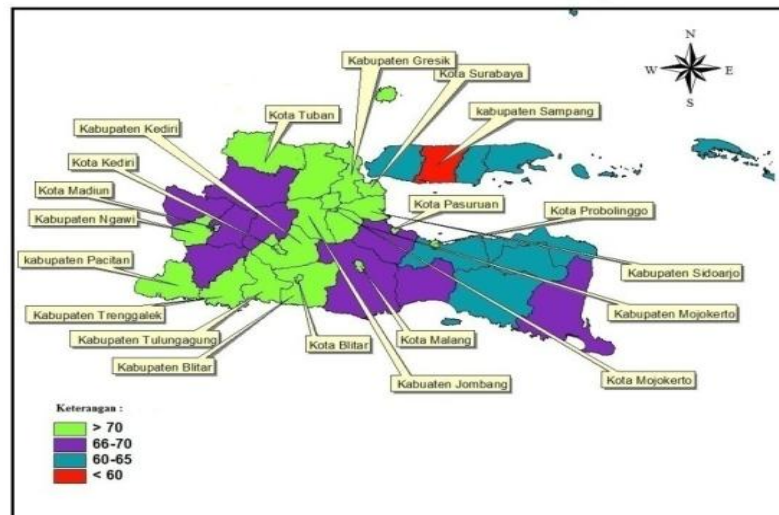 N
W E
S
Kabupaten Gresik
Kota Surabaya
kabupaten Sampang
Kota Tuban
Kabupaten Kediri
Kota Kediri
Kota Madiun
Kabupaten Ngawi
kabupaten Pacitan
Kabupaten Trenggalek
Kabupaten Tulungagung
Kabupaten Blitar
Kota Blitar
Kota Malang
Kabuaten Jombang
Kota Mojokerto
Kabupaten Mojokerto
Kabupaten Sidoarjo
Kota Probolinggo
Kota Pasuruan
Keterangan :
> 70
66-70
60-65
< 60